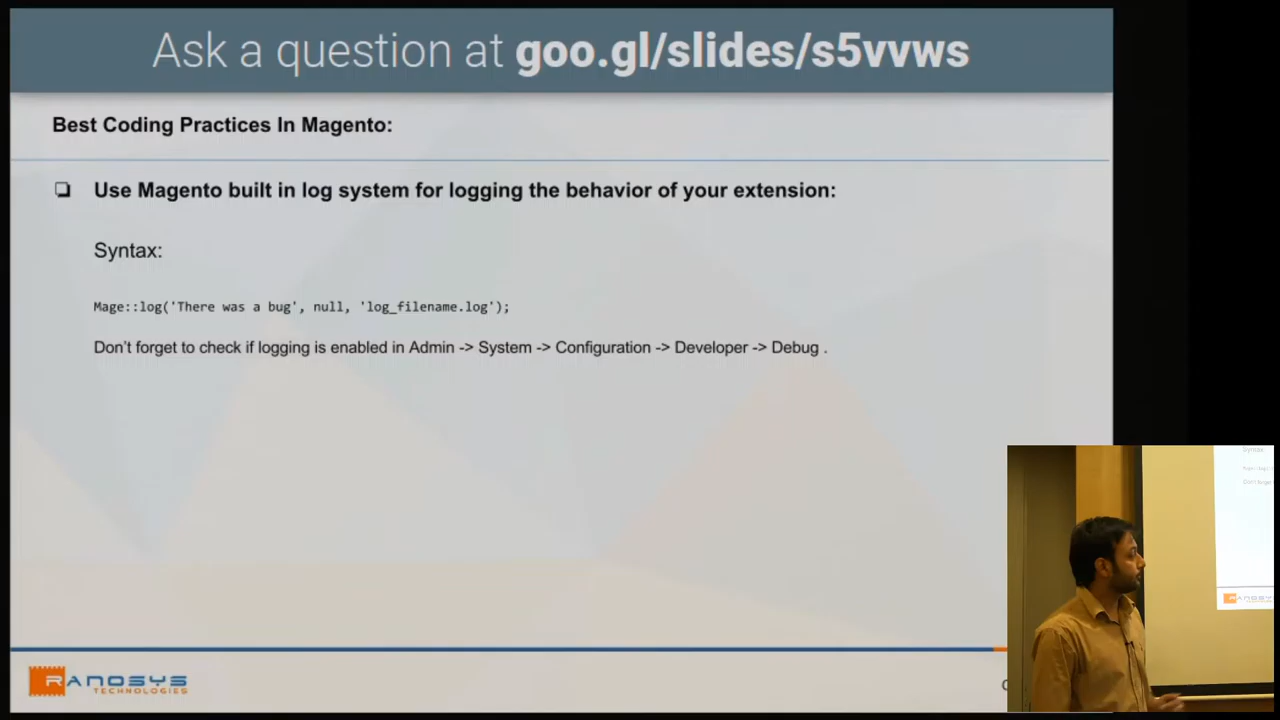 Ask a question at goo.gl/slides/s5vvws
Best Coding Practices In Magento:
❏ Use Magento built in log system for logging the behavior of your extension:
Syntax:
Mage::log('There was a bug', null, 'log_filename.log');
Don't forget to check if logging is enabled in Admin -> System -> Configuration -> Developer -> Debug .
RANOSYS
TECHNOLOGIES